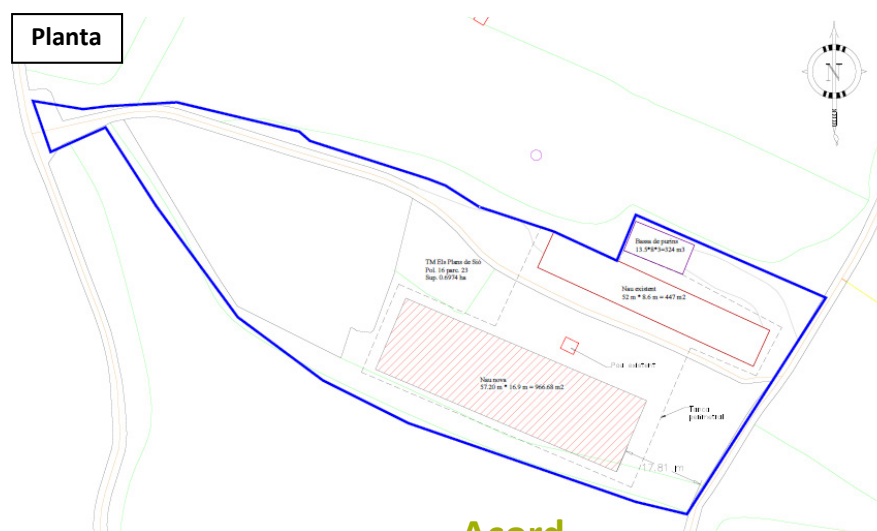 Planta
N
Bassa de purins
13.5*8*3=324 m3
TM Els Plans de Sió
Pol. 16 parc. 23
Sup. 0.6974 ha
Nau existent
52 m * 8.6 m = 447 m2
Pou existent
Nau nova
57.20 m * 16.9 m = 966.68 m2
Tanca
perimetral
17.81 m
Acord